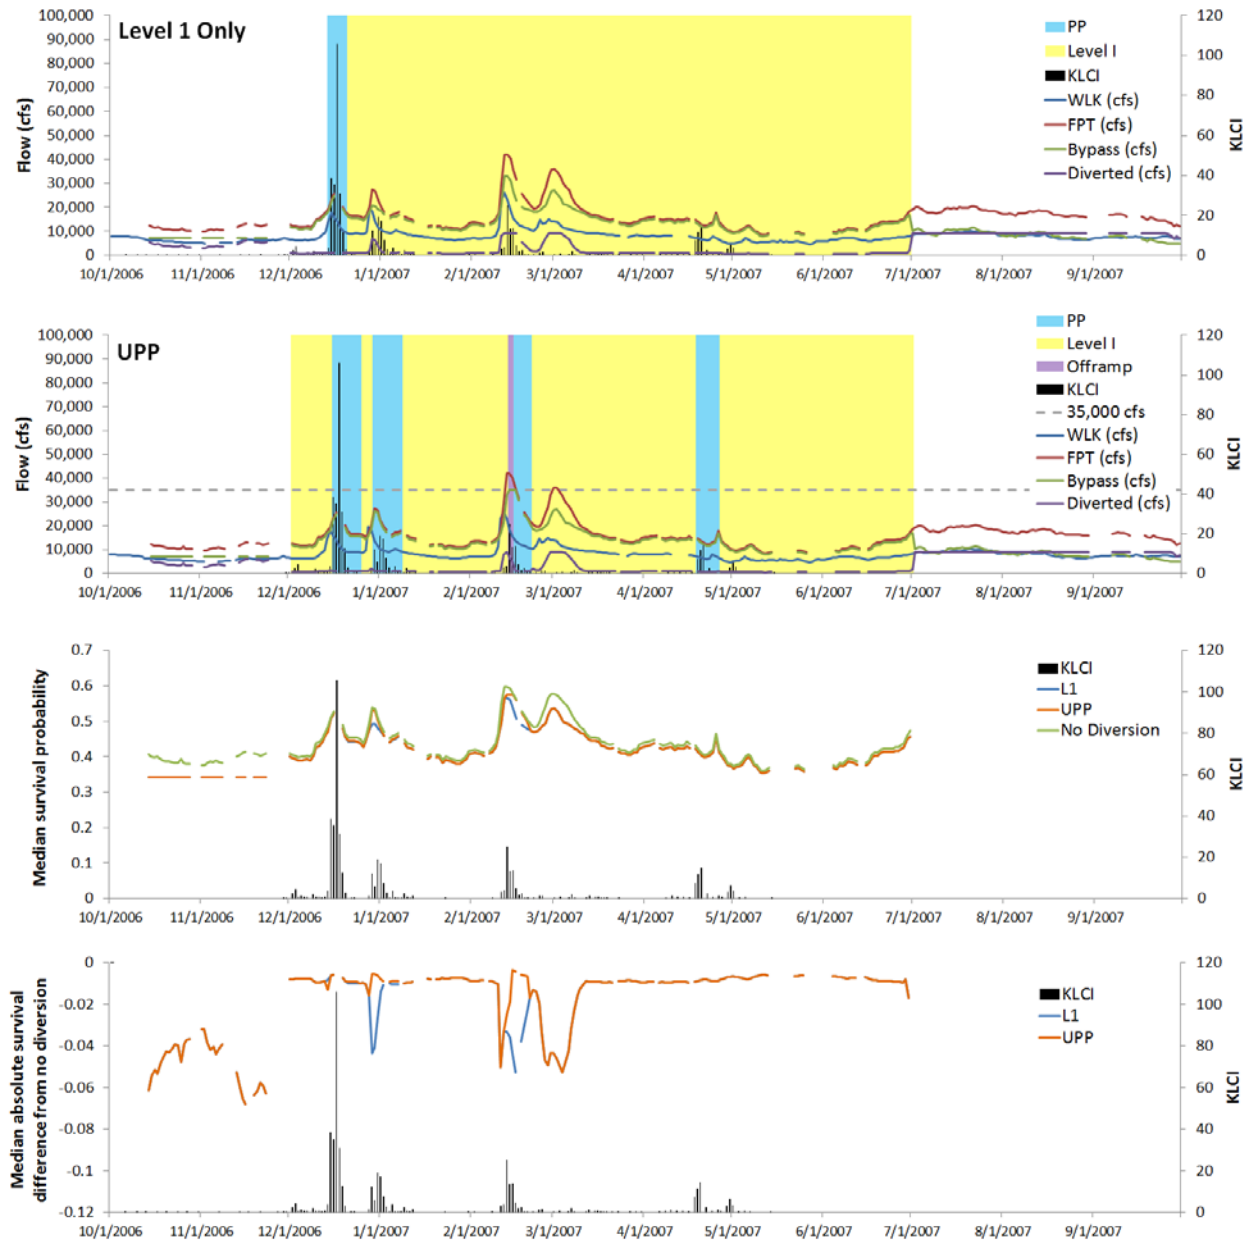 Level 1 Only
Flow (cfs)
100,000
90,000
80,000
70,000
60,000
50,000
40,000
30,000
20,000
10,000
0
10/1/2006 11/1/2006 12/1/2006 1/1/2007 2/1/2007 3/1/2007 4/1/2007 5/1/2007 6/1/2007 7/1/2007 8/1/2007 9/1/2007
120
100
80
60
40
20
0
KLCI
PP
Level I
KLCI
WLK (cfs)
FPT (cfs)
Bypass (cfs)
Diverted (cfs)
UPP
Flow (cfs)
100,000
90,000
80,000
70,000
60,000
50,000
40,000
30,000
20,000
10,000
0
10/1/2006 11/1/2006 12/1/2006 1/1/2007 2/1/2007 3/1/2007 4/1/2007 5/1/2007 6/1/2007 7/1/2007 8/1/2007 9/1/2007
120
100
80
60
40
20
0
KLCI
PP
Level I
Offramp
KLCI
35,000 cfs
WLK (cfs)
FPT (cfs)
Bypass (cfs)
Diverted (cfs)
Median survival probability
0.7
0.6
0.5
0.4
0.3
0.2
0.1
0
10/1/2006 11/1/2006 12/1/2006 1/1/2007 2/1/2007 3/1/2007 4/1/2007 5/1/2007 6/1/2007 7/1/2007 8/1/2007 9/1/2007
120
100
80
60
40
20
0
KLCI
KLCI
L1
UPP
No Diversion
Median absolute survival
difference from no diversion
0
-0.02
-0.04
-0.06
-0.08
-0.1
-0.12
10/1/2006 11/1/2006 12/1/2006 1/1/2007 2/1/2007 3/1/2007 4/1/2007 5/1/2007 6/1/2007 7/1/2007 8/1/2007 9/1/2007
120
100
80
60
40
20
0
KLCI
KLCI
L1
UPP